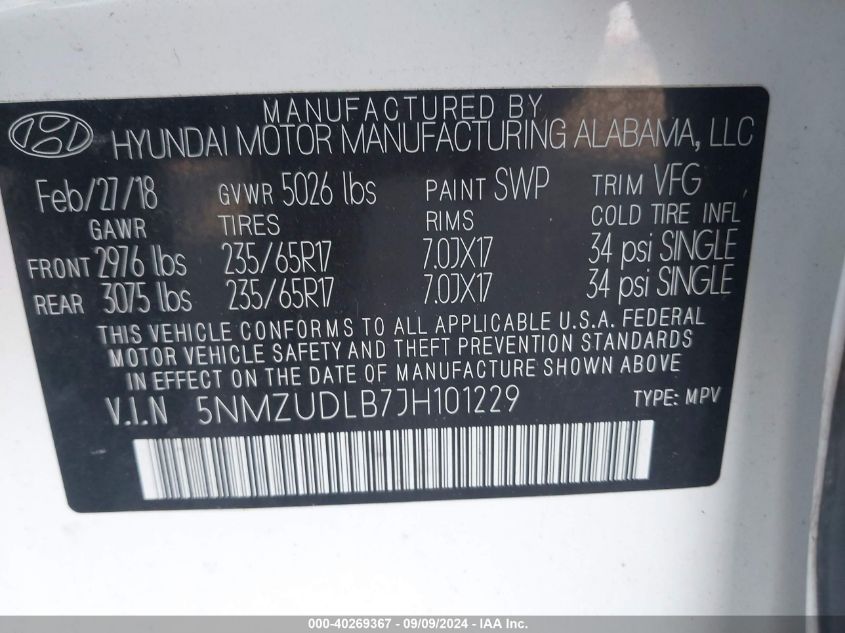 MANUFACTURED BY
HYUNDAI MOTOR MANUFACTURING ALABAMA, LLC
Feb/27/18 GVWR 5026 lbs PAINT SWP TRIM VFG
GAWR TIRES RIMS COLD TIRE INFL
FRONT 2976 lbs 235/65R17 7.0JX17 34 psi SINGLE
REAR 3075 lbs 235/65R17 7.0JX17 34 psi SINGLE
THIS VEHICLE CONFORMS TO ALL APPLICABLE U.S.A. FEDERAL
MOTOR VEHICLE SAFETY AND THEFT PREVENTION STANDARDS
IN EFFECT ON THE DATE OF MANUFACTURE SHOWN ABOVE
V.I.N 5NMZUDLB7JH101229 TYPE: MPV
000-40269367 - 09/09/2024 - IAA Inc.